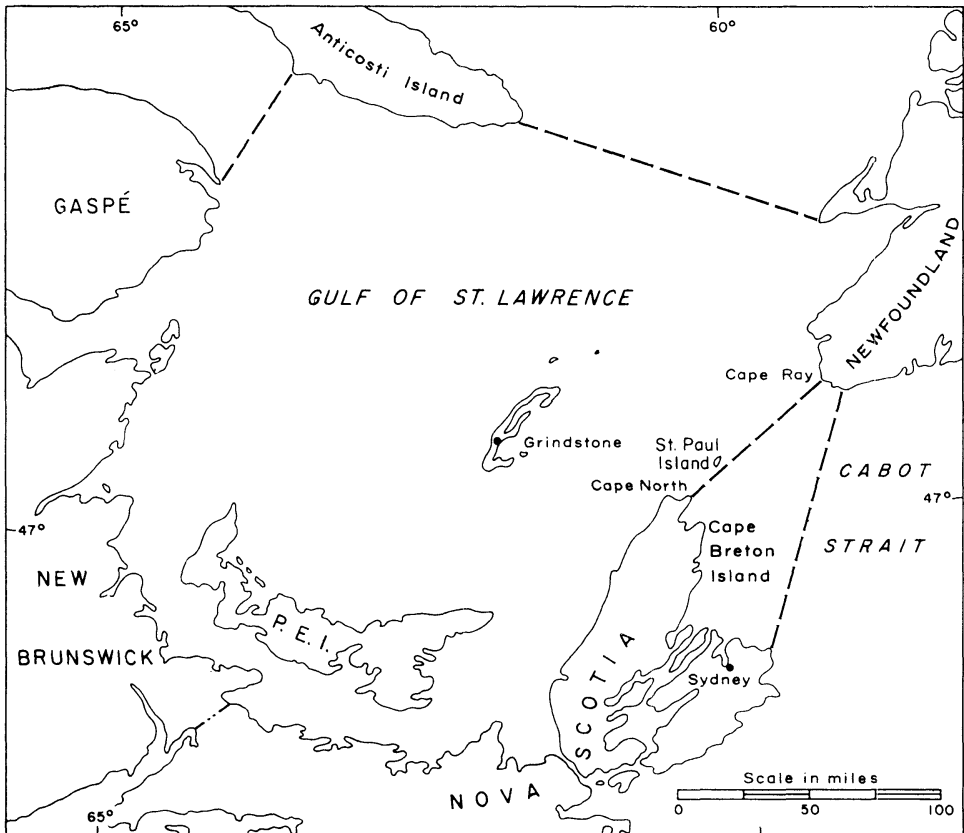 65°
60°
Anticosti Island
GASPÉ
GULF OF ST. LAWRENCE
NEWFOUNDLAND
Cape Ray
Grindstone
St. Paul
Island
Cape North
CABOT
STRAIT
47°
47°
Cape
Breton
Island
NEW
BRUNSWICK
P. E. I.
Sydney
NOVA
SCOTIA
Scale in miles
0 50 100
65°